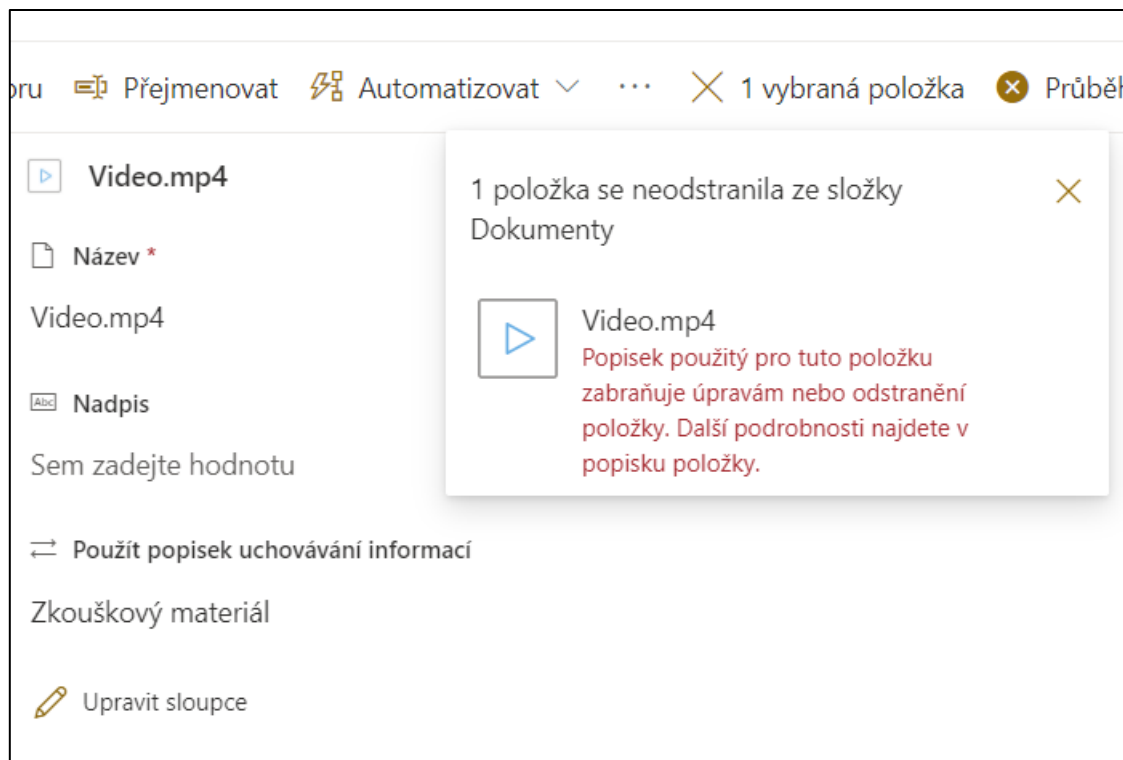 Přejmenovat Automatizovat ... 1 vybraná položka
Video.mp4
1 položka se neodstranila ze složky
Dokumenty
Název *
Video.mp4
Video.mp4
Popisek použitý pro tuto položku
zabraňuje úpravám nebo odstranění
položky. Další podrobnosti najdete v
popisku položky.
Abc Nadpis
Sem zadejte hodnotu
Použít popisek uchovávání informací
Zkouškový materiál
Upravit sloupce